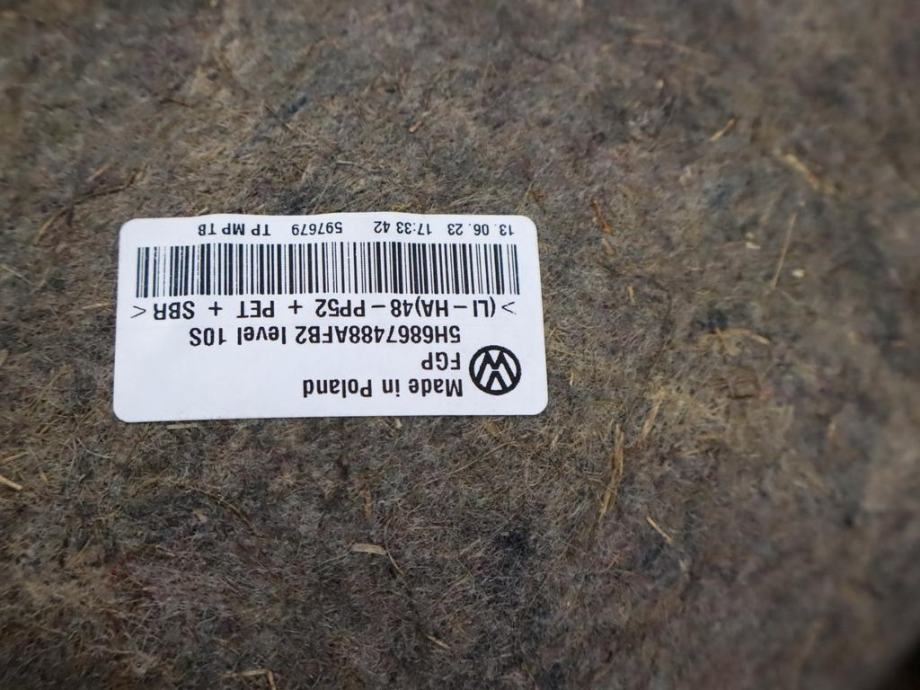 Made in Poland
FGP
5H6867488AFB2 level 10S
>(LI-HA)48-PP52 + PET + SBR<
13. 06. 23 17:33 42 597679 TP MP TB